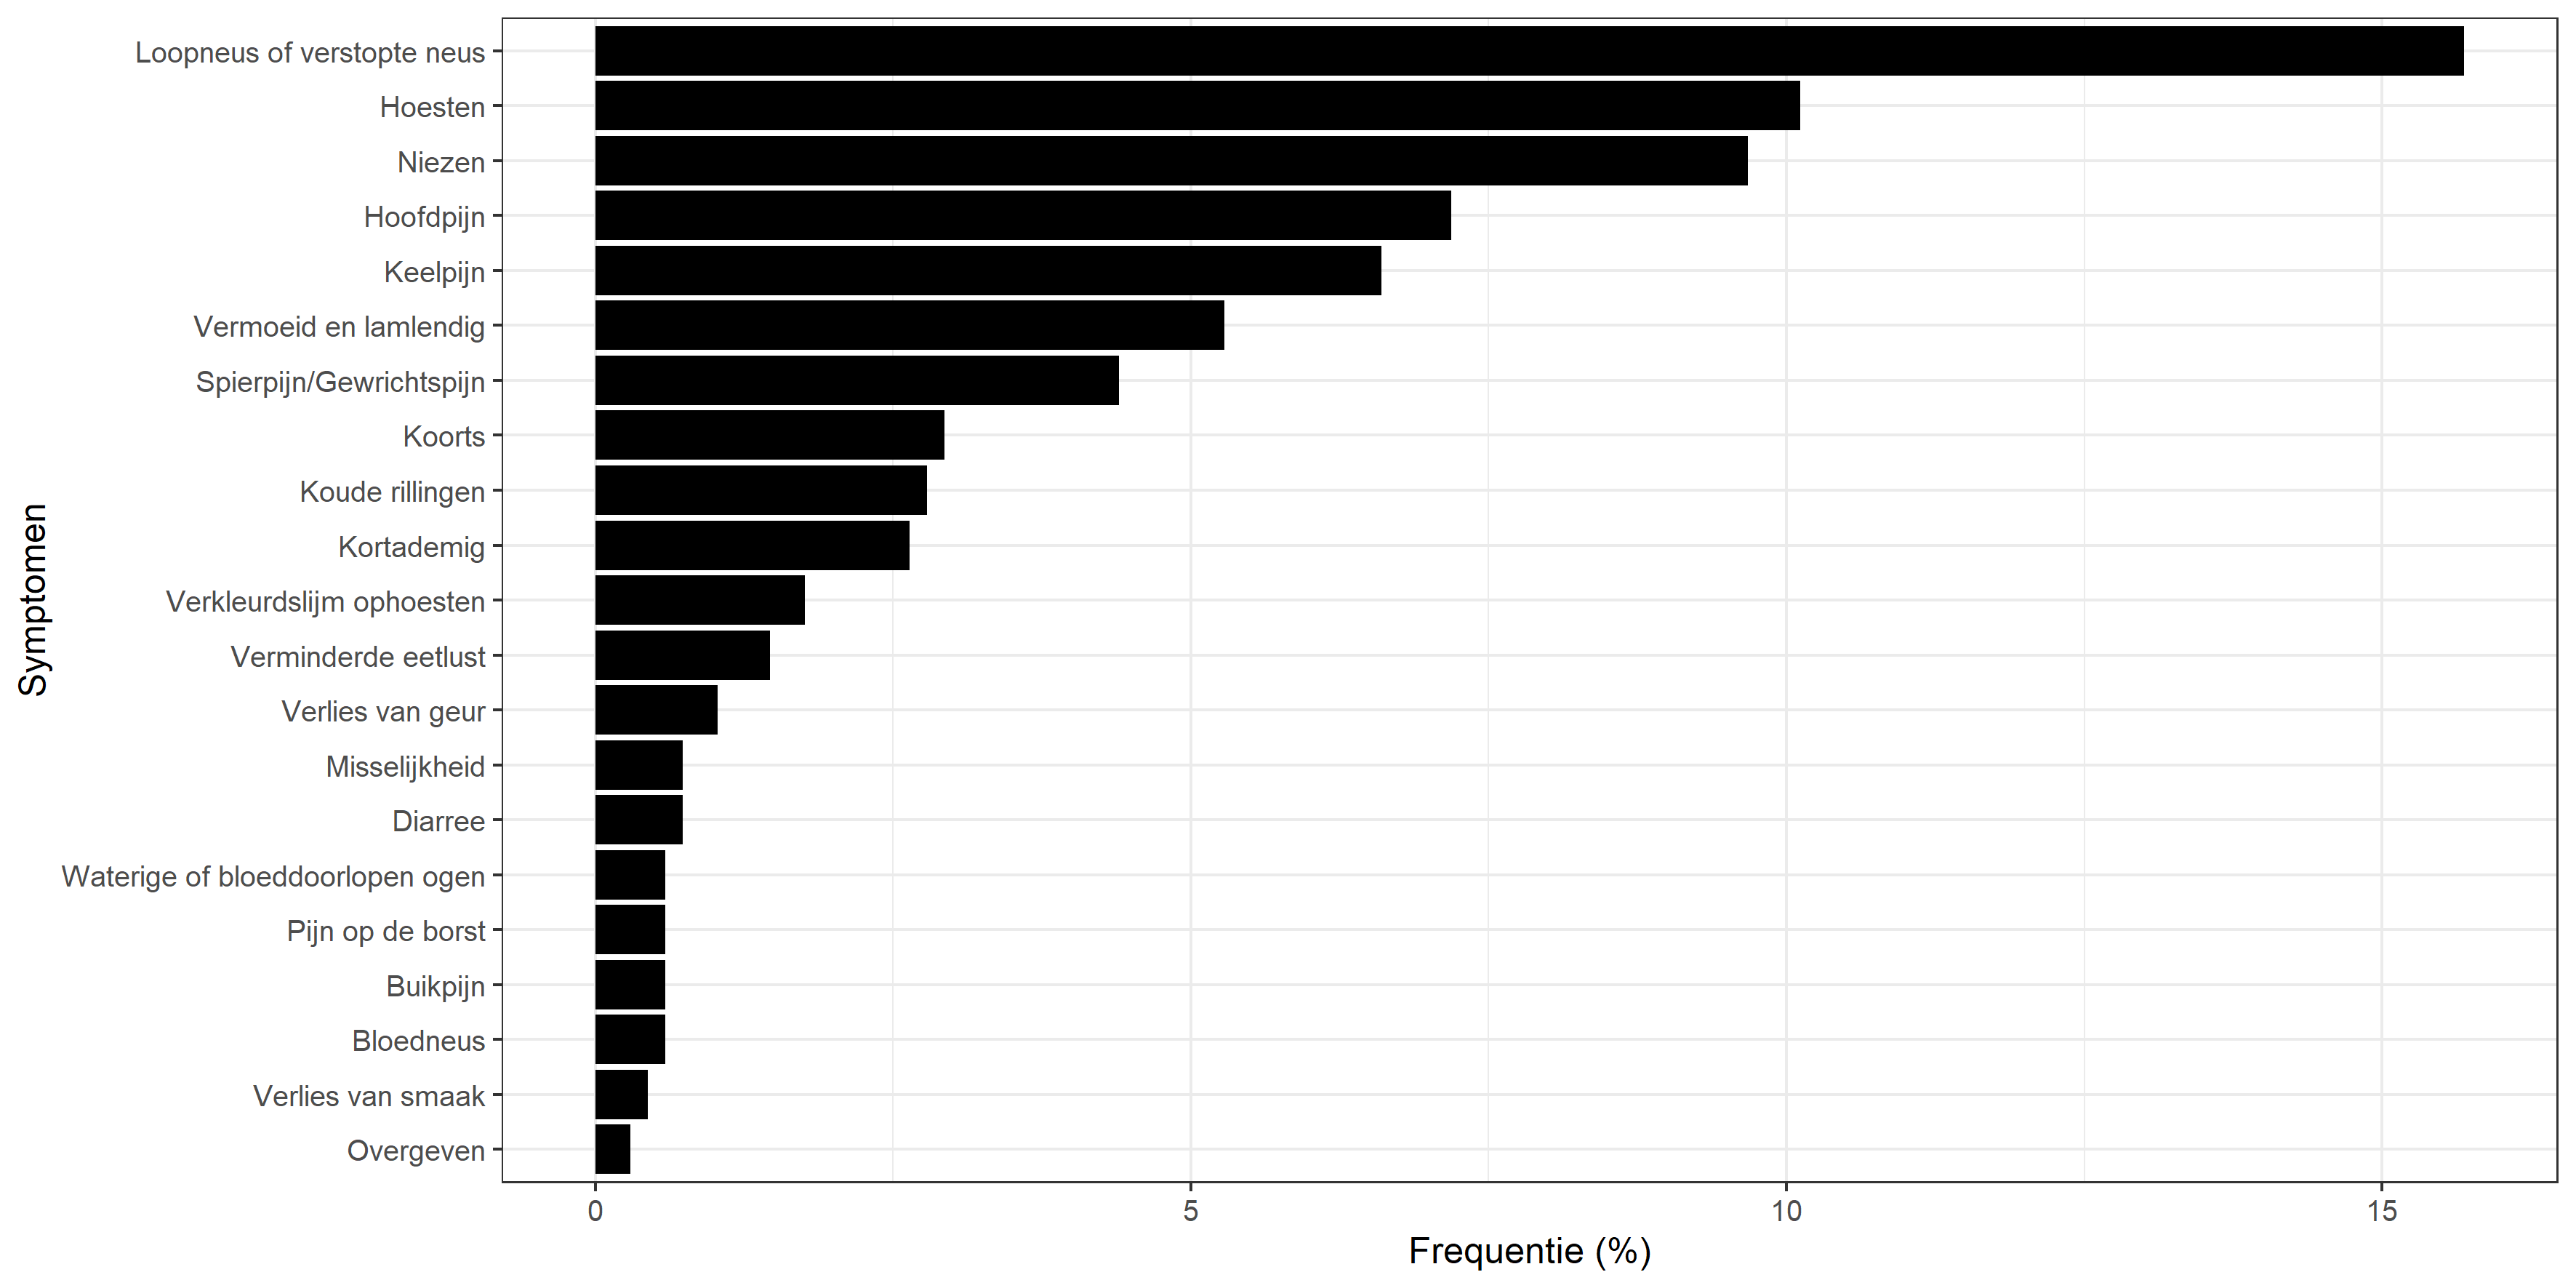 Loopneus of verstopte neus
Hoesten
Niezen
Hoofdpijn
Keelpijn
Vermoeid en lamlendig
Spierpijn/Gewrichtspijn
Koorts
Koude rillingen
Kortademig
Verkleurdslijm ophoesten
Verminderde eetlust
Verlies van geur
Misselijkheid
Diarree
Waterige of bloeddoorlopen ogen
Pijn op de borst
Buikpijn
Bloedneus
Verlies van smaak
Overgeven
Symptomen
0 5 10 15
Frequentie (%)